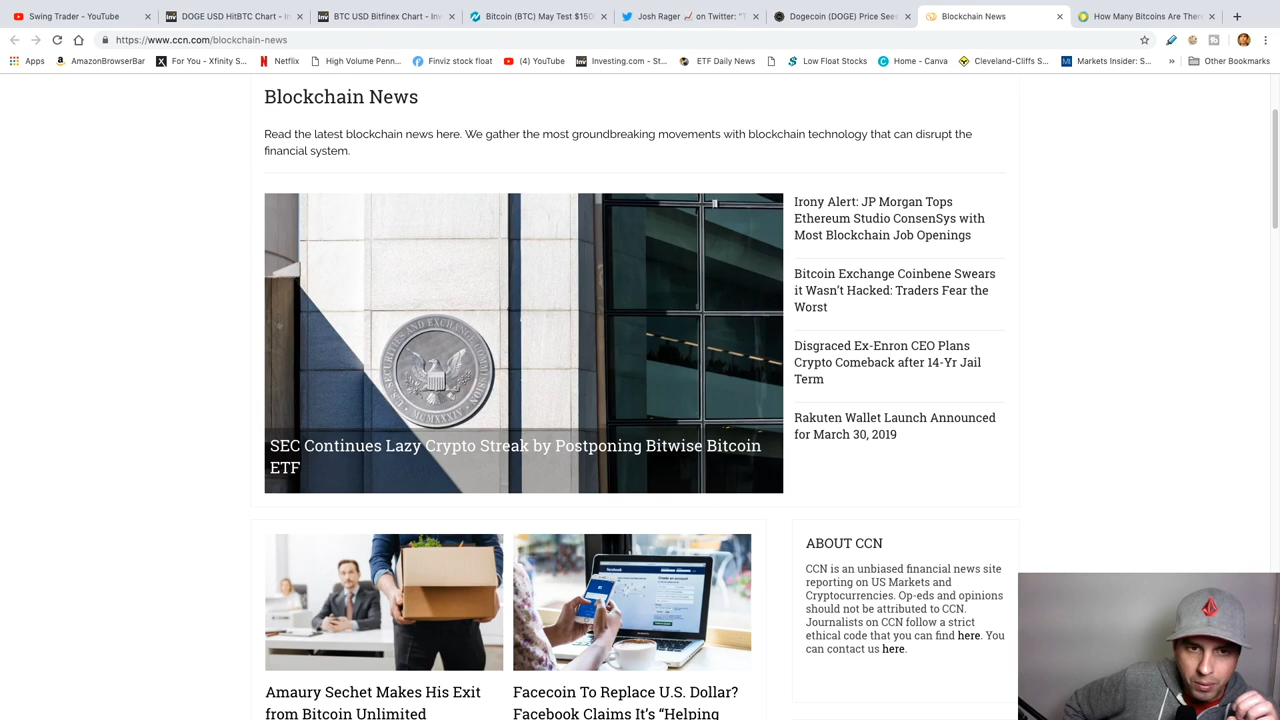 Swing Trader - YouTube
DOGE USD HitBTC Chart - In
BTC USD Bitfinex Chart - Inv
Bitcoin (BTC) May Test $150
Josh Rager on Twitter: "T
Dogecoin (DOGE) Price Sees
Blockchain News
How Many Bitcoins Are Ther
https://www.ccn.com/blockchain-news
Apps
AmazonBrowserBar
For You - Xfinity S...
Netflix
High Volume Penn...
Finviz stock float
(4) YouTube
Investing.com - St...
ETF Daily News
Low Float Stocks
Home - Canva
Cleveland-Cliffs S...
Markets Insider: S...
Other Bookmarks
Blockchain News
Read the latest blockchain news here. We gather the most groundbreaking movements with blockchain technology that can disrupt the
financial system.
SECURITIES AND EXCHANGE COMMISSION
MCMXXXIV
SEC Continues Lazy Crypto Streak by Postponing Bitwise Bitcoin
ETF
Irony Alert: JP Morgan Tops
Ethereum Studio ConsenSys with
Most Blockchain Job Openings
Bitcoin Exchange Coinbene Swears
it Wasn't Hacked: Traders Fear the
Worst
Disgraced Ex-Enron CEO Plans
Crypto Comeback after 14-Yr Jail
Term
Rakuten Wallet Launch Announced
for March 30, 2019
Amaury Sechet Makes His Exit
from Bitcoin Unlimited
facebook
Facecoin To Replace U.S. Dollar?
Facebook Claims It's "Helping
ABOUT CCN
CCN is an unbiased financial news site
reporting on US Markets and
Cryptocurrencies. Op-eds and opinions
should not be attributed to CCN.
Journalists on CCN follow a strict
ethical code that you can find here. You
can contact us here.